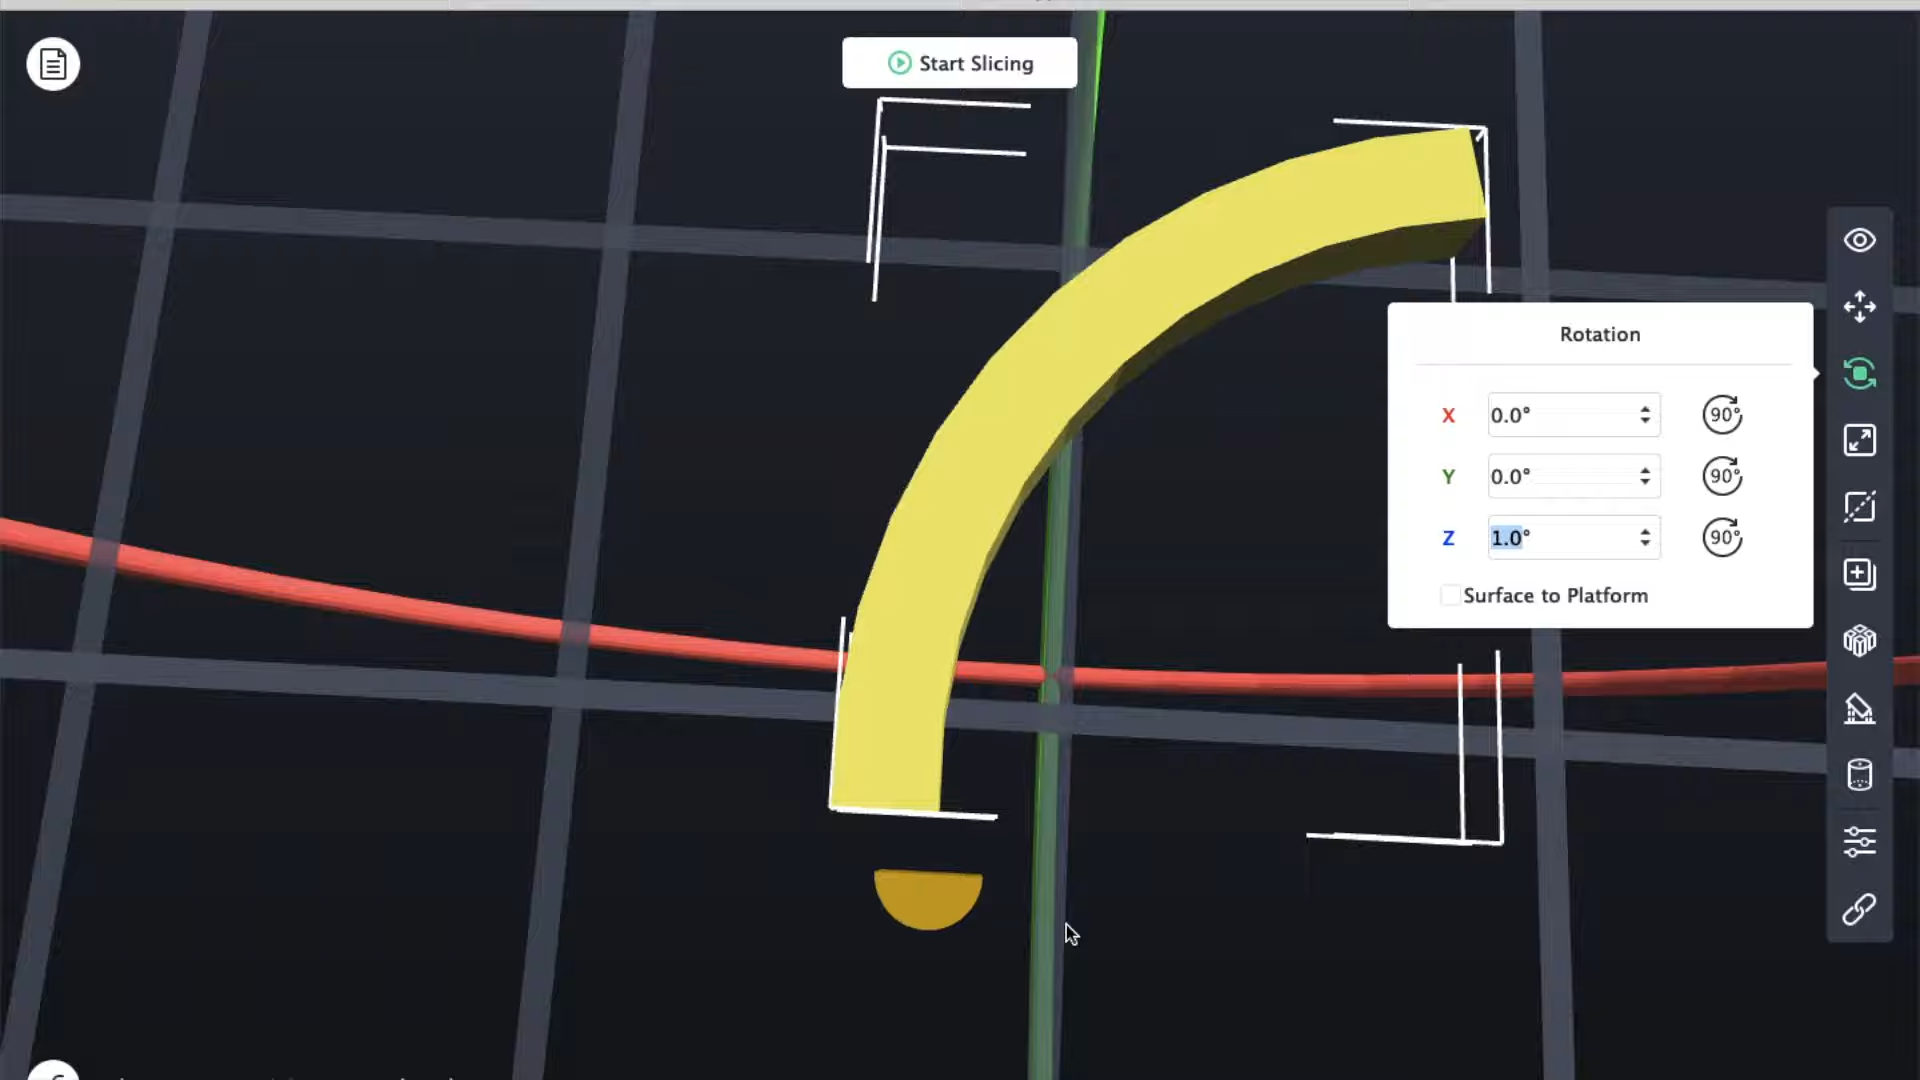 Start Slicing
Rotation
X 0.0° 90°
Y 0.0° 90°
Z 1.0° 90°
Surface to Platform